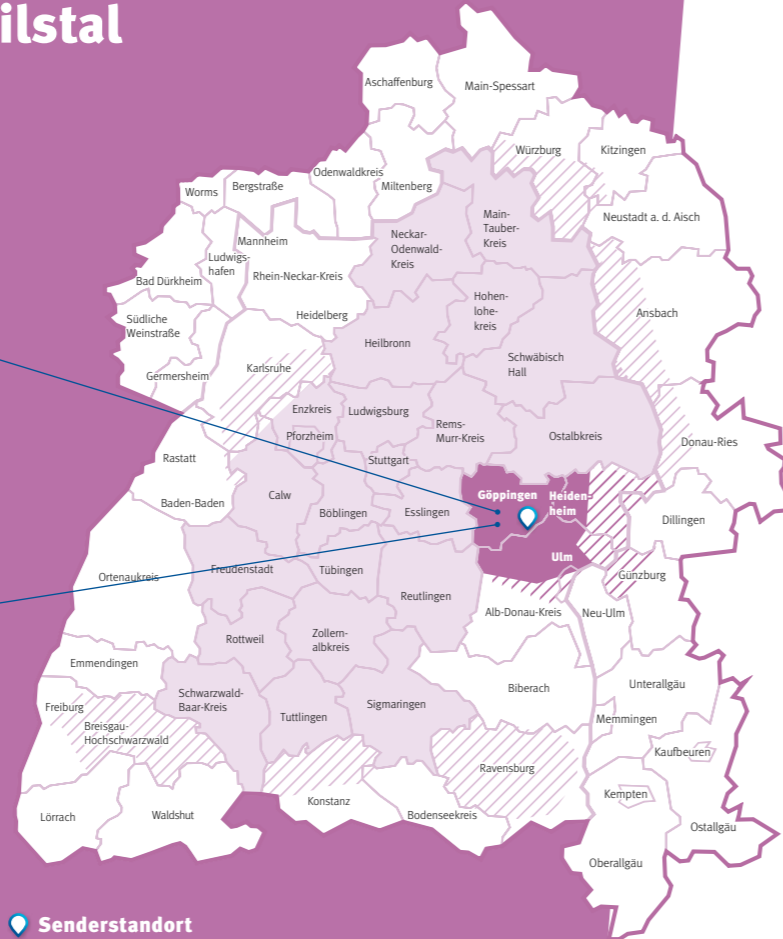 ilstal
Aschaffenburg
Main-Spessart
Würzburg
Kitzingen
Odenwaldkreis
Worms
Bergstraße
Miltenberg
Main-
Tauber-
Kreis
Neustadt a. d. Aisch
Neckar-
Odenwald-
Kreis
Mannheim
Ludwigs-
hafen
Rhein-Neckar-Kreis
Bad Dürkheim
Hohen-
lohe-
kreis
Ansbach
Südliche
Weinstraße
Heidelberg
Heilbronn
Schwäbisch
Hall
Germersheim
Karlsruhe
Enzkreis
Ludwigsburg
Rems-
Murr-Kreis
Pforzheim
Ostalbkreis
Donau-Ries
Rastatt
Stuttgart
Baden-Baden
Calw
Böblingen
Esslingen
Göppingen
Heiden-
heim
Dillingen
Ulm
Ortenaukreis
Freudenstadt
Tübingen
Günzburg
Reutlingen
Alb-Donau-Kreis
Neu-Ulm
Rottweil
Zollern-
albkreis
Emmendingen
Schwarzwald-
Baar-Kreis
Sigmaringen
Biberach
Unterallgäu
Freiburg
Breisgau-
Hochschwarzwald
Tuttlingen
Memmingen
Kaufbeuren
Ravensburg
Kempten
Konstanz
Bodenseekreis
Lörrach
Waldshut
Ostallgäu
Oberallgäu
Senderstandort